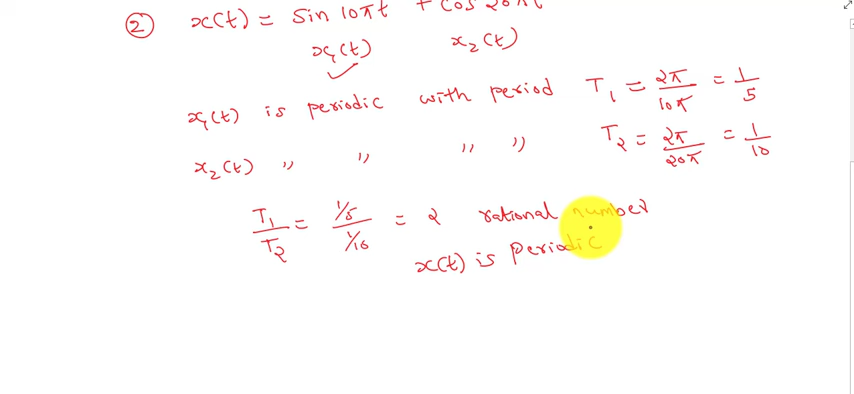 ② x(t) = sin 10πt + cos 20πt
x₁(t) x₂(t)
x₁(t) is periodic with period T₁ = 2π/10π = 1/5
x₂(t) " " " " T₂ = 2π/20π = 1/10
T₁/T₂ = 1/5 / 1/10 = 2 rational number
x(t) is periodic